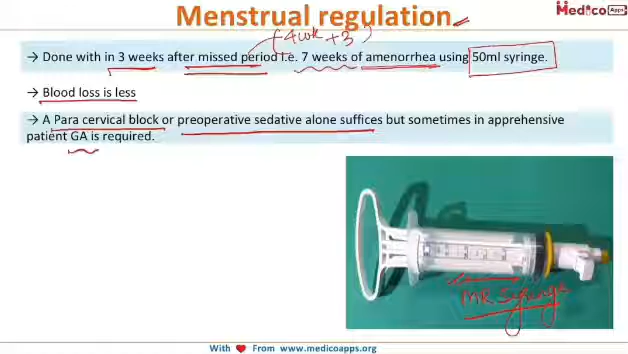 Menstrual regulation
Medico Apps
(4wk + 3)
→ Done with in 3 weeks after missed period i.e. 7 weeks of amenorrhea using 50ml syringe.
→ Blood loss is less
→ A Para cervical block or preoperative sedative alone suffices but sometimes in apprehensive
patient GA is required.
MR Syringe
With From www.medicoapps.org